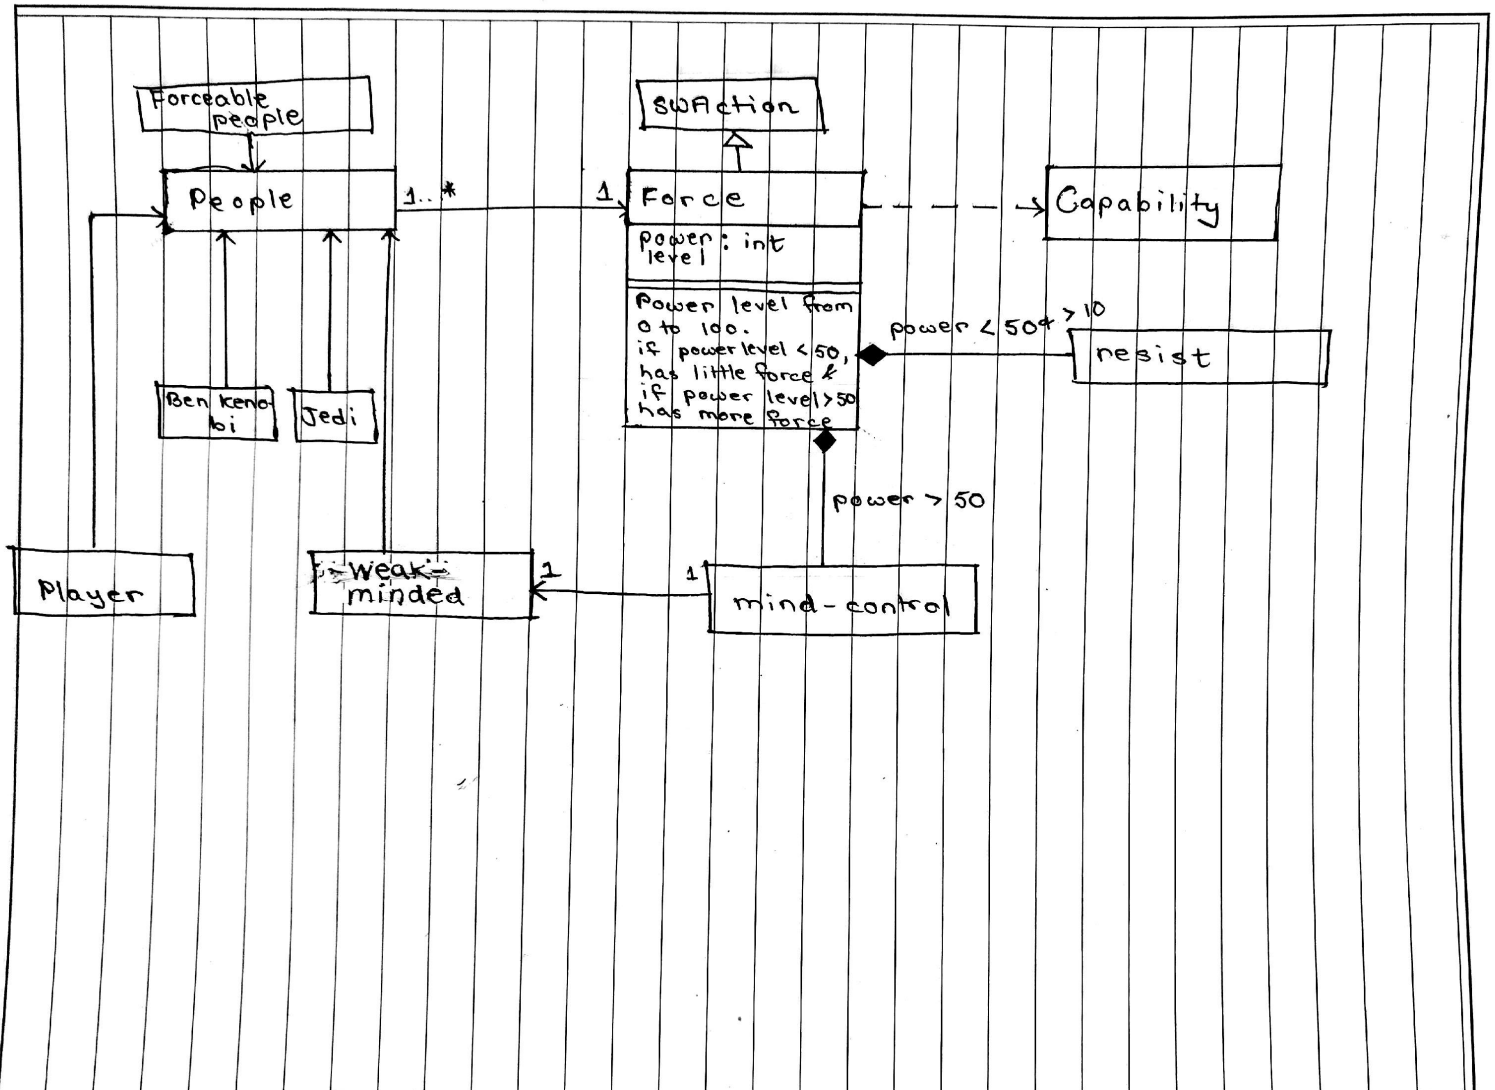 Forceable
people
SWAction
People
1..*
1
Force
Capability
power : int
level
Power level from
0 to 100.
if power level < 50,
has little force &
if power level > 50
has more force
power < 50 & > 10
resist
Ben Keno-
bi
Jedi
power > 50
Player
weak-
minded
1
1
mind-control